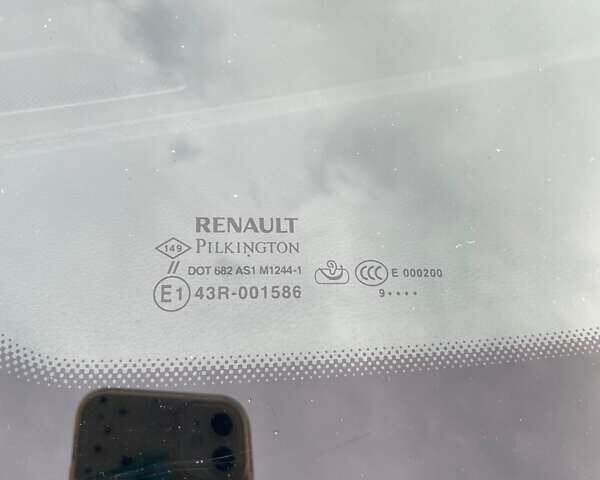 RENAULT
149 PILKINGTON
// DOT 682 AS1 M1244-1
E1 43R-001586
CCC E 000200
9••••